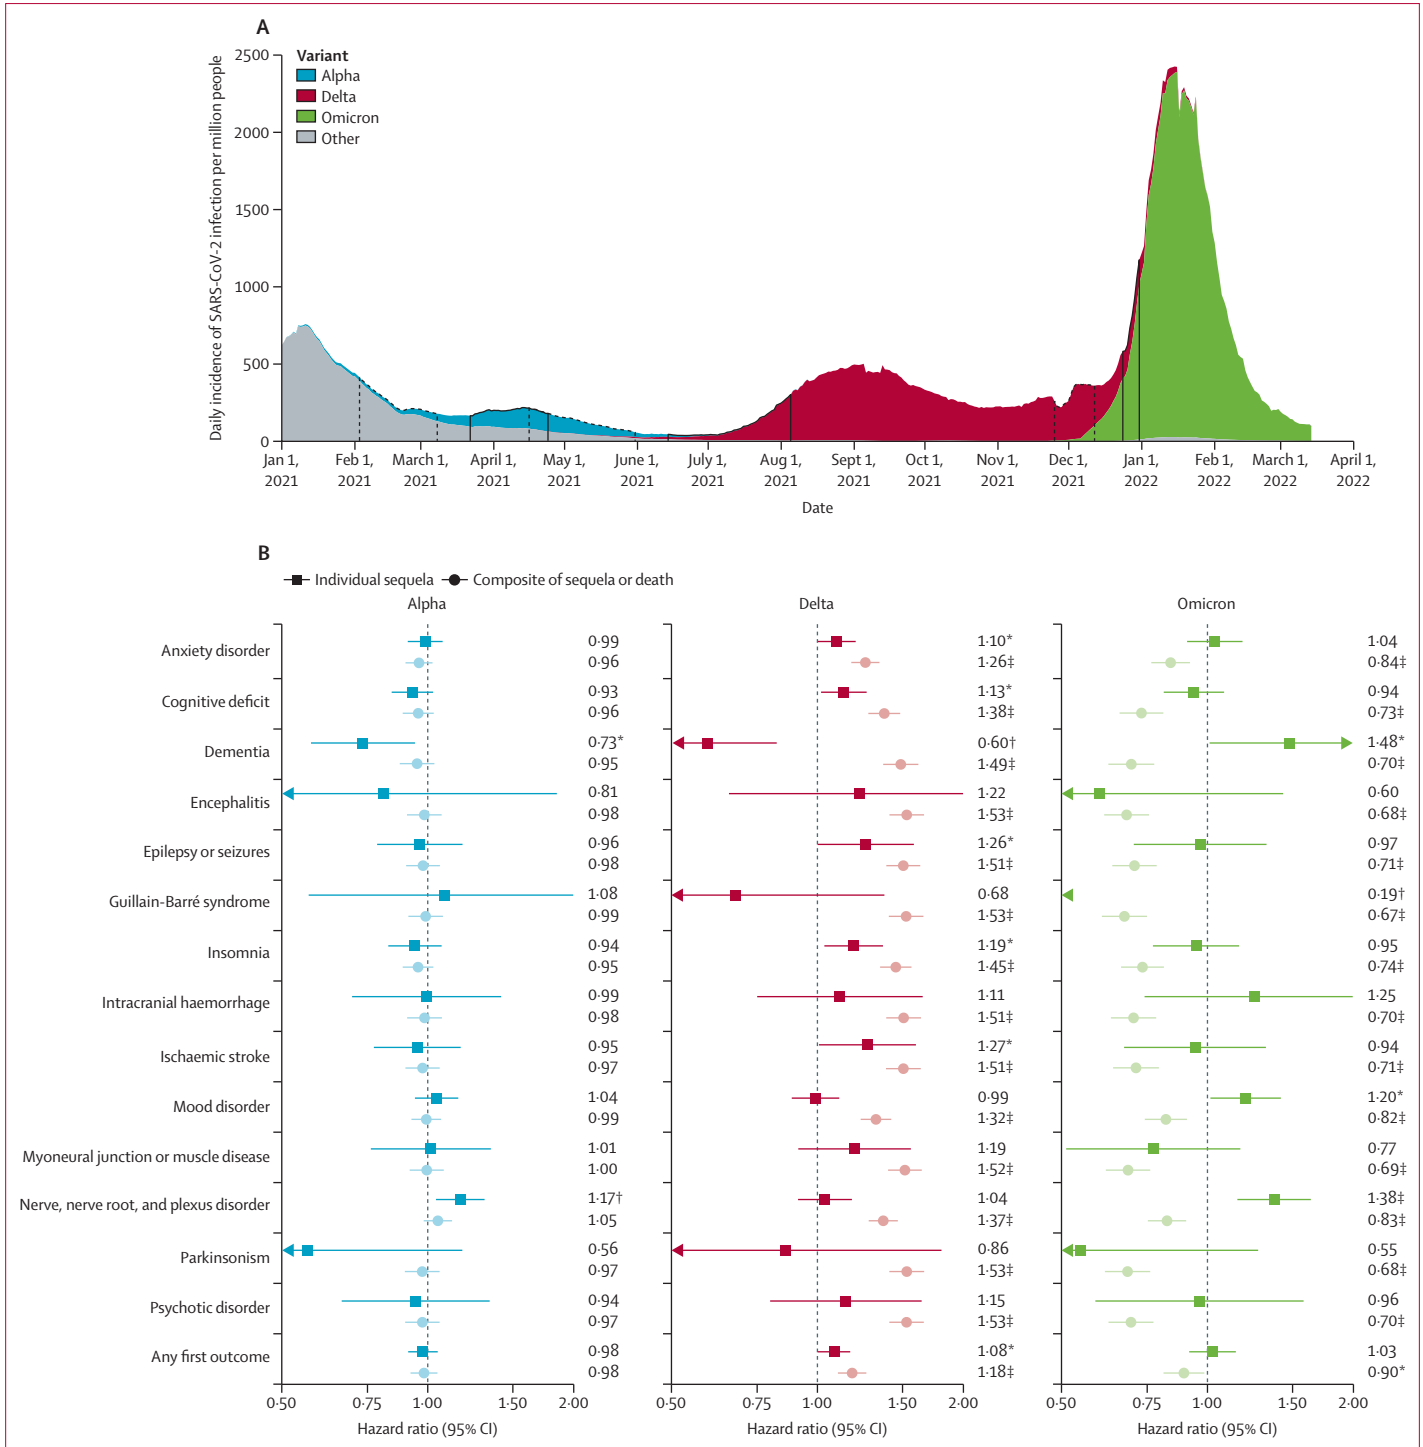 A
Daily incidence of SARS-CoV-2 infection per million people
2500
2000
1500
1000
500
0
Variant
Alpha
Delta
Omicron
Other
Jan 1, Feb 1, March 1, April 1, May 1, June 1, July 1, Aug 1, Sept 1, Oct 1, Nov 1, Dec 1, Jan 1, Feb 1, March 1, April 1,
2021 2021 2021 2021 2021 2021 2021 2021 2021 2021 2021 2021 2022 2022 2022 2022
Date
B
Individual sequela Composite of sequela or death
Alpha Delta Omicron
Anxiety disorder
0·99 1·10* 1·04
0·96 1·26‡ 0·84‡
Cognitive deficit
0·93 1·13* 0·94
0·96 1·38‡ 0·73‡
Dementia
0·73* 0·60† 1·48*
0·95 1·49‡ 0·70‡
Encephalitis
0·81 1·22 0·60
0·98 1·53‡ 0·68‡
Epilepsy or seizures
0·96 1·26* 0·97
0·98 1·51‡ 0·71‡
Guillain-Barré syndrome
1·08 0·68 0·19†
0·99 1·53‡ 0·67‡
Insomnia
0·94 1·19* 0·95
0·95 1·45‡ 0·74‡
Intracranial haemorrhage
0·99 1·11 1·25
0·98 1·51‡ 0·70‡
Ischaemic stroke
0·95 1·27* 0·94
0·97 1·51‡ 0·71‡
Mood disorder
1·04 0·99 1·20*
0·99 1·32‡ 0·82‡
Myoneural junction or muscle disease
1·01 1·19 0·77
1·00 1·52‡ 0·69‡
Nerve, nerve root, and plexus disorder
1·17† 1·04 1·38‡
1·05 1·37‡ 0·83‡
Parkinsonism
0·56 0·86 0·55
0·97 1·53‡ 0·68‡
Psychotic disorder
0·94 1·15 0·96
0·97 1·53‡ 0·70‡
Any first outcome
0·98 1·08* 1·03
0·98 1·18‡ 0·90*
0·50 0·75 1·00 1·50 2·00 0·50 0·75 1·00 1·50 2·00 0·50 0·75 1·00 1·50 2·00
Hazard ratio (95% CI) Hazard ratio (95% CI) Hazard ratio (95% CI)